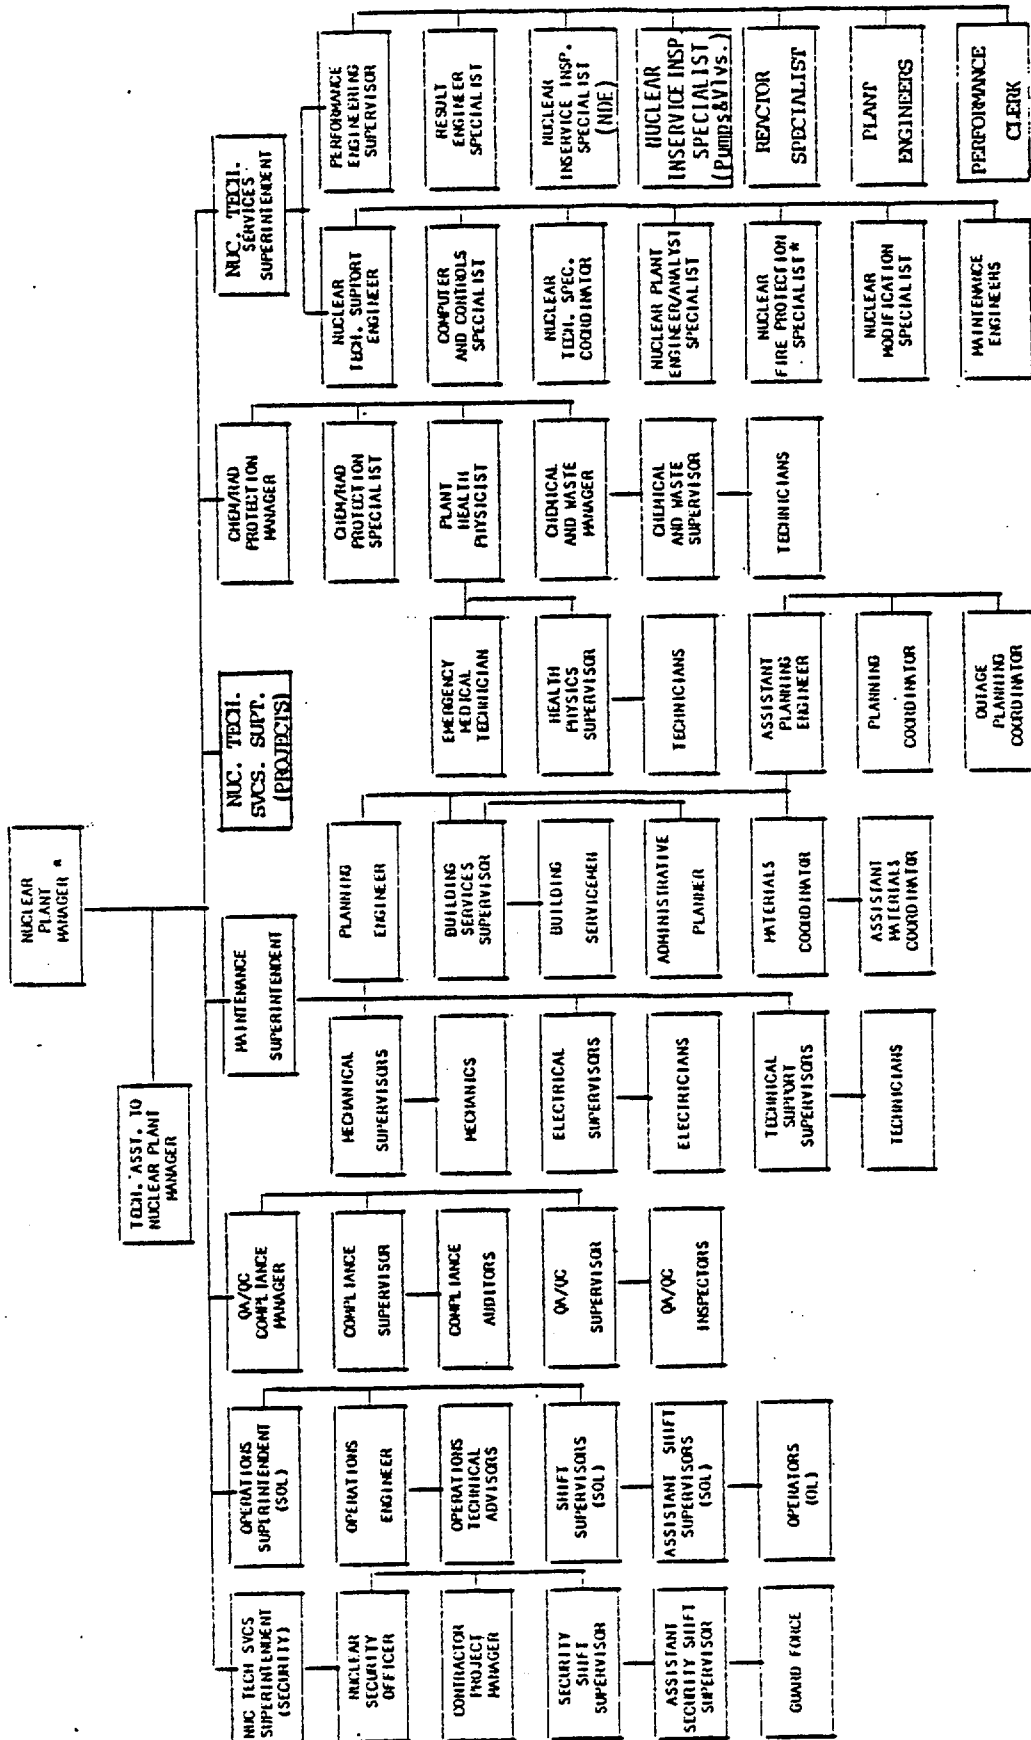 NUCLEAR
PLANT
MANAGER *
TECH. ASST. TO
NUCLEAR PLANT
MANAGER
NUC TECH SVCS
SUPERINTENDENT
(SECURITY)
OPERATIONS
SUPERINTENDENT
(SOL)
QA/QC
COMPLIANCE
MANAGER
MAINTENANCE
SUPERINTENDENT
NUC. TECH.
SVCS. SUPT.
(PROJECTS)
CHEM/RAD
PROTECTION
MANAGER
NUC. TECH.
SERVICES
SUPERINTENDENT
NUCLEAR
SECURITY
OFFICER
CONTRACTOR
PROJECT
MANAGER
SECURITY
SHIFT
SUPERVISOR
ASSISTANT
SECURITY SHIFT
SUPERVISOR
GUARD FORCE
OPERATIONS
ENGINEER
OPERATIONS
TECHNICAL
ADVISORS
SHIFT
SUPERVISORS
(SOL)
ASSISTANT SHIFT
SUPERVISORS
(SOL)
OPERATORS
(OL)
COMPLIANCE
SUPERVISOR
COMPLIANCE
AUDITORS
QA/QC
SUPERVISOR
QA/QC
INSPECTORS
MECHANICAL
SUPERVISORS
MECHANICS
ELECTRICAL
SUPERVISORS
ELECTRICIANS
TECHNICAL
SUPPORT
SUPERVISORS
TECHNICIANS
PLANNING
ENGINEER
BUILDING
SERVICES
SUPERVISOR
BUILDING
SERVICEMEN
ADMINISTRATIVE
PLANNER
MATERIALS
COORDINATOR
ASSISTANT
MATERIALS
COORDINATOR
EMERGENCY
MEDICAL
TECHNICIAN
HEALTH
PHYSICS
SUPERVISOR
TECHNICIANS
ASSISTANT
PLANNING
ENGINEER
PLANNING
COORDINATOR
OUTAGE
PLANNING
COORDINATOR
CHEM/RAD
PROTECTION
SPECIALIST
PLANT
HEALTH
PHYSICIST
CHEMICAL
AND WASTE
MANAGER
CHEMICAL
AND WASTE
SUPERVISOR
TECHNICIANS
NUCLEAR
TECH. SUPPORT
ENGINEER
COMPUTER
AND CONTROLS
SPECIALIST
NUCLEAR
TECH. SPEC.
COORDINATOR
NUCLEAR PLANT
ENGINEER/ANALYST
SPECIALIST
NUCLEAR
FIRE PROTECTION
SPECIALIST*
NUCLEAR
MODIFICATION
SPECIALIST
MAINTENANCE
ENGINEERS
PERFORMANCE
ENGINEERING
SUPERVISOR
RESULT
ENGINEER
SPECIALIST
NUCLEAR
INSERVICE INSP.
SPECIALIST
(NDE)
NUCLEAR
INSERVICE INSP.
SPECIALIST
(Pumps&Vlvs.)
REACTOR
SPECIALIST
PLANT
ENGINEERS
PERFORMANCE
CLERK